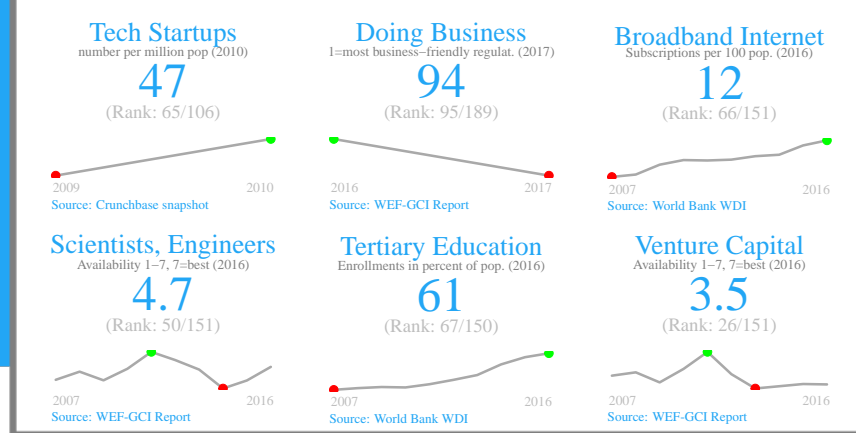 Tech Startups
number per million pop (2010)
47
(Rank: 65/106)
2009 2010
Source: Crunchbase snapshot
Doing Business
1=most business−friendly regulat. (2017)
94
(Rank: 95/189)
2016 2017
Source: WEF-GCI Report
Broadband Internet
Subscriptions per 100 pop. (2016)
12
(Rank: 66/151)
2007 2016
Source: World Bank WDI
Scientists, Engineers
Availability 1−7, 7=best (2016)
4.7
(Rank: 50/151)
2007 2016
Source: WEF-GCI Report
Tertiary Education
Enrollments in percent of pop. (2016)
61
(Rank: 67/150)
2007 2016
Source: World Bank WDI
Venture Capital
Availability 1−7, 7=best (2016)
3.5
(Rank: 26/151)
2007 2016
Source: WEF-GCI Report